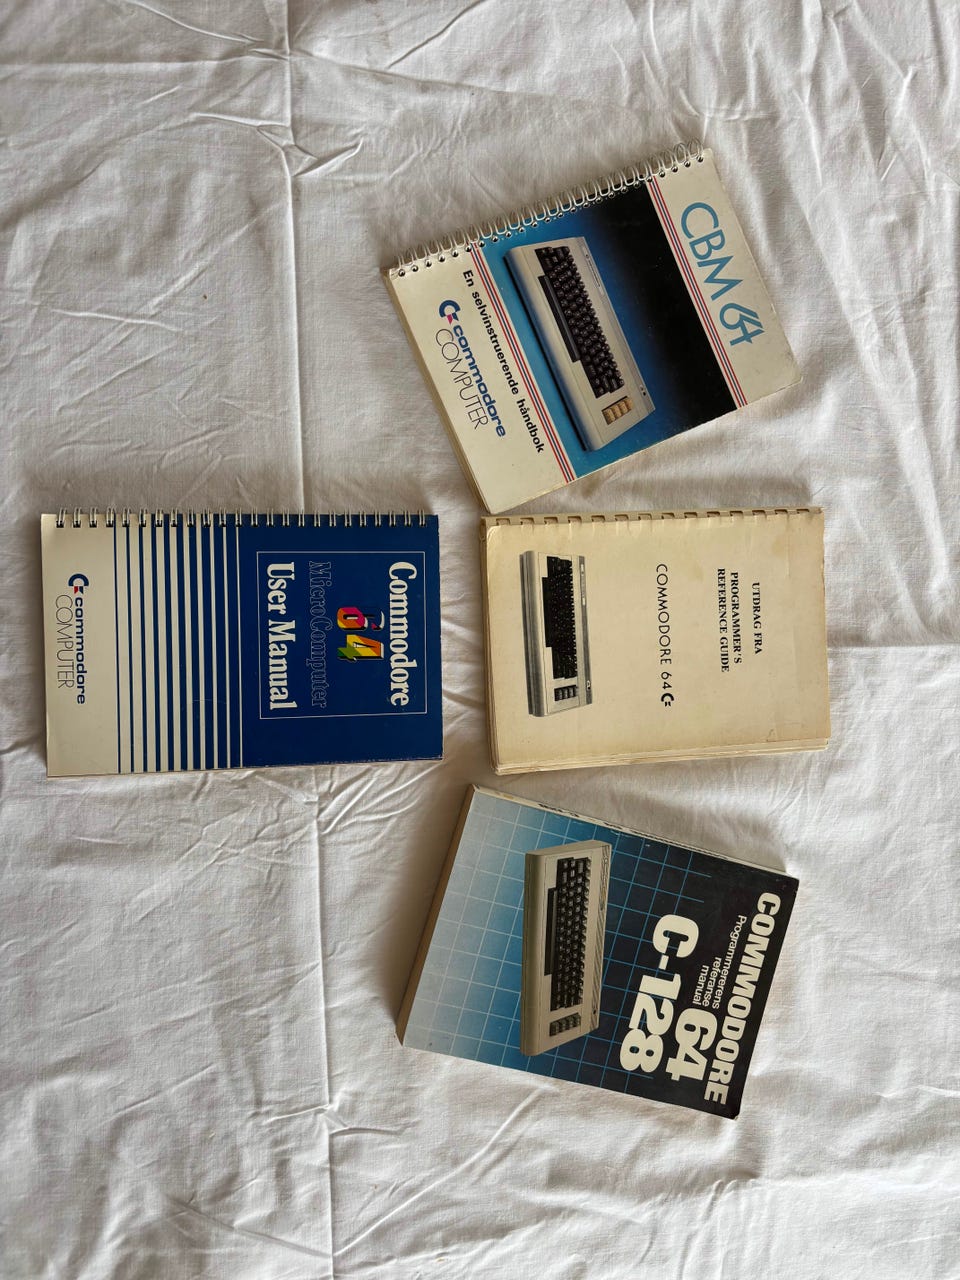 CBM 64
En selvinstruerende håndbok
commodore
COMPUTER
UTDRAG FRA
PROGRAMMER'S
REFERENCE GUIDE
COMMODORE 64
COMMODORE
Programmererens
referanse
manual
64
C-128
Commodore
64
MicroComputer
User Manual
commodore
COMPUTER